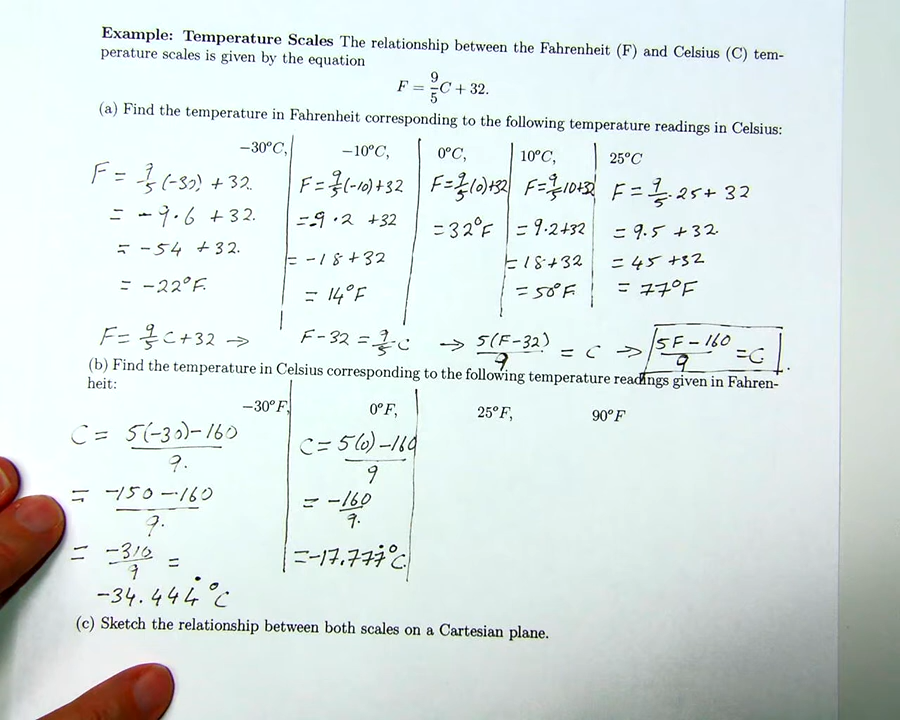 Example: Temperature Scales The relationship between the Fahrenheit (F) and Celsius (C) tem-
perature scales is given by the equation
F = 9/5 C + 32.
(a) Find the temperature in Fahrenheit corresponding to the following temperature readings in Celsius:
−30°C, −10°C, 0°C, 10°C, 25°C
F = 9/5 (-30) + 32. F = 9/5(-10)+32 F = 9/5(0)+32 F = 9/5 10+32 F = 9/5 · 25 + 32
= -9·6 +32. = -9·2 +32 = 32°F = 9·2+32 = 9·5 +32
= -54 +32. = -18+32 = 18+32 = 45 +32
= -22°F. = 14°F = 50°F. = 77°F
F = 9/5 C + 32 → F-32 = 9/5 C → 5(F-32)/9 = C → 5F-160/9 = C.
(b) Find the temperature in Celsius corresponding to the following temperature readings given in Fahren-
heit:
−30°F, 0°F, 25°F, 90°F
C = 5(-30)-160/9. C = 5(0)-160/9
= -150-160/9. = -160/9.
= -310/9 = = -17.777̇°C
-34.444̇°C
(c) Sketch the relationship between both scales on a Cartesian plane.